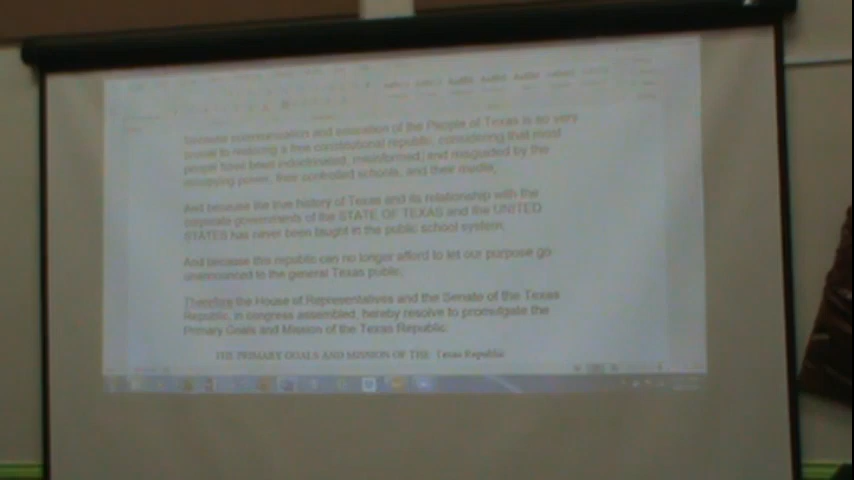 because communication and education of the People of Texas is so very
to restoring a free constitutional republic, considering that most
people have been indoctrinated, misinformed, and misguided by the
occupying power, their controlled schools, and their media,
And because the true history of Texas and its relationship with the
corporate governments of the STATE OF TEXAS and the UNITED
STATES has never been taught in the public school system,
And because this republic can no longer afford to let our purpose go
unannounced to the general Texas public,
Therefore the House of Representatives and the Senate of the Texas
Republic, in congress assembled, hereby resolve to promulgate the
Primary Goals and Mission of the Texas Republic.
THE PRIMARY GOALS AND MISSION OF THE Texas Republic